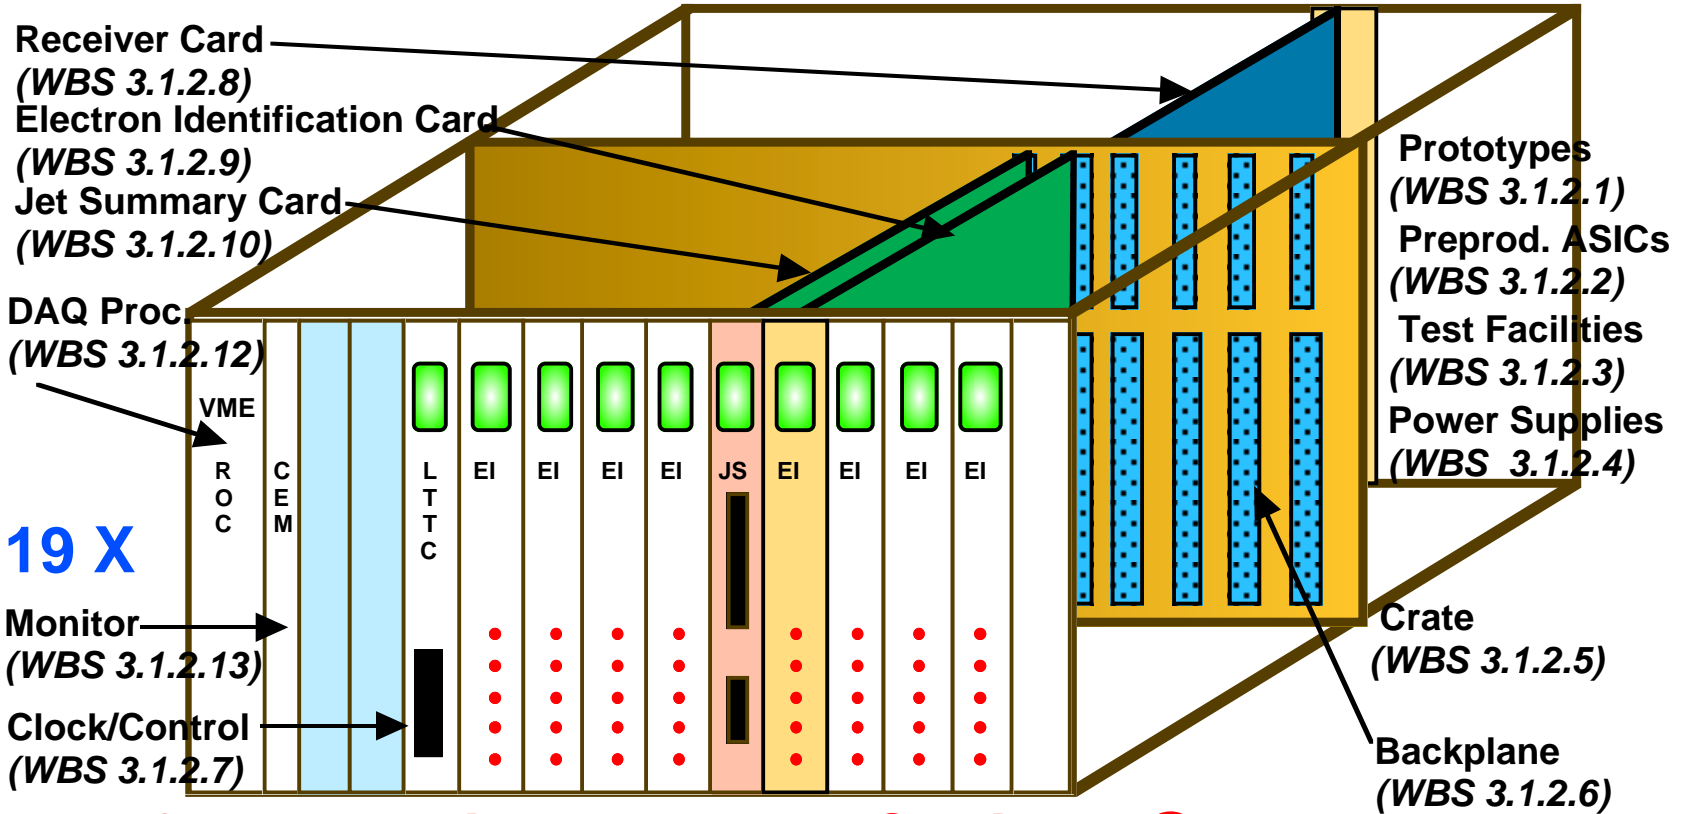 Receiver Card
(WBS 3.1.2.8)
Electron Identification Card
(WBS 3.1.2.9)
Jet Summary Card
(WBS 3.1.2.10)
DAQ Proc.
(WBS 3.1.2.12)
19 X
Monitor
(WBS 3.1.2.13)
Clock/Control
(WBS 3.1.2.7)
VME
ROC
CEM
LTTC
EI
EI
EI
EI
JS
EI
EI
EI
EI
Prototypes
(WBS 3.1.2.1)
Preprod. ASICs
(WBS 3.1.2.2)
Test Facilities
(WBS 3.1.2.3)
Power Supplies
(WBS 3.1.2.4)
Crate
(WBS 3.1.2.5)
Backplane
(WBS 3.1.2.6)